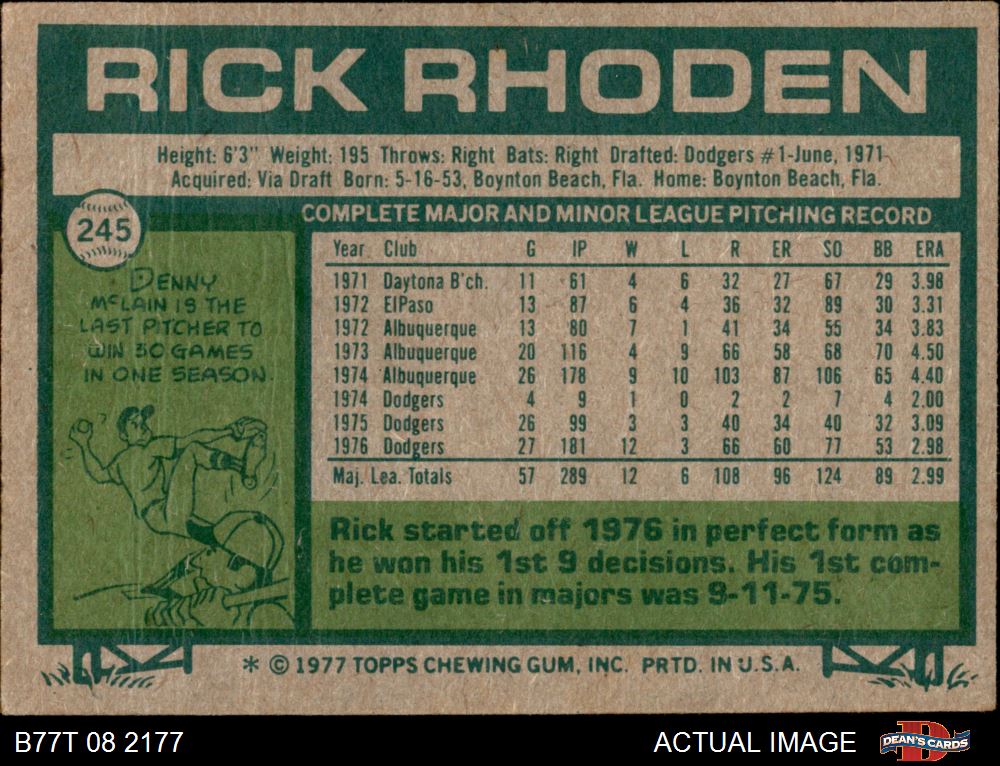 RICK RHODEN
Height: 6'3" Weight: 195 Throws: Right Bats: Right Drafted: Dodgers #1-June, 1971
Acquired: Via Draft Born: 5-16-53, Boynton Beach, Fla. Home: Boynton Beach, Fla.
245
DENNY
McLAIN IS THE
LAST PITCHER TO
WIN 30 GAMES
IN ONE SEASON.
COMPLETE MAJOR AND MINOR LEAGUE PITCHING RECORD
Year Club G IP W L R ER SO BB ERA
1971 Daytona B'ch. 11 61 4 6 32 27 67 29 3.98
1972 ElPaso 13 87 6 4 36 32 89 30 3.31
1972 Albuquerque 13 80 7 1 41 34 55 34 3.83
1973 Albuquerque 20 116 4 9 66 58 68 70 4.50
1974 Albuquerque 26 178 9 10 103 87 106 65 4.40
1974 Dodgers 4 9 1 0 2 2 7 4 2.00
1975 Dodgers 26 99 3 3 40 34 40 32 3.09
1976 Dodgers 27 181 12 3 66 60 77 53 2.98
Maj. Lea. Totals 57 289 12 6 108 96 124 89 2.99
Rick started off 1976 in perfect form as
he won his 1st 9 decisions. His 1st com-
plete game in majors was 9-11-75.
* © 1977 TOPPS CHEWING GUM, INC. PRTD. IN U.S.A.
B77T 08 2177
ACTUAL IMAGE
D
DEAN'S CARDS